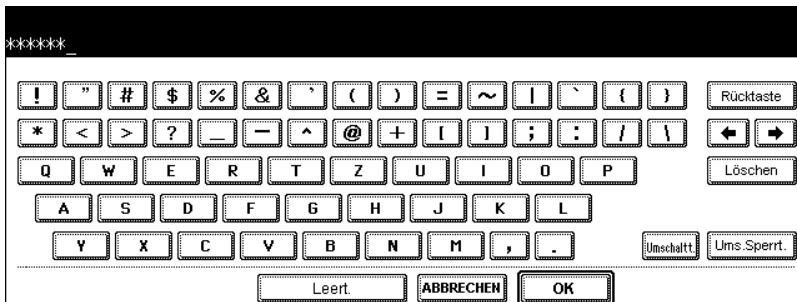 ******_
! " # $ % & ' ( ) = ~ | ` { } Rücktaste
* < > ? _ - ^ @ + [ ] ; : / \ ← →
Q W E R T Z U I O P Löschen
A S D F G H J K L
Y X C V B N M , . Umschaltt. Ums.Sperrt.
Leert. ABBRECHEN OK